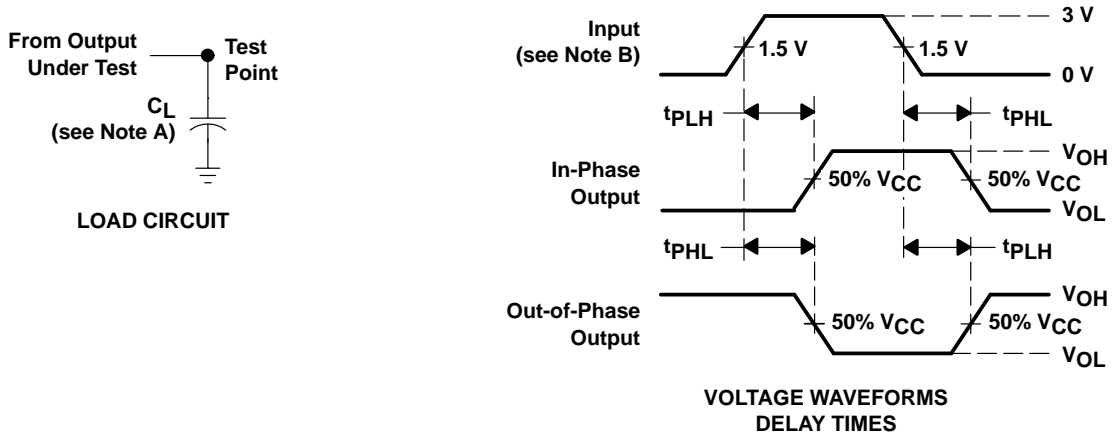 From Output
Under Test
Test
Point
CL
(see Note A)
LOAD CIRCUIT
Input
(see Note B)
1.5 V
1.5 V
3 V
0 V
tPLH
tPHL
In-Phase
Output
50% VCC
50% VCC
VOH
VOL
tPHL
tPLH
Out-of-Phase
Output
50% VCC
50% VCC
VOH
VOL
VOLTAGE WAVEFORMS
DELAY TIMES